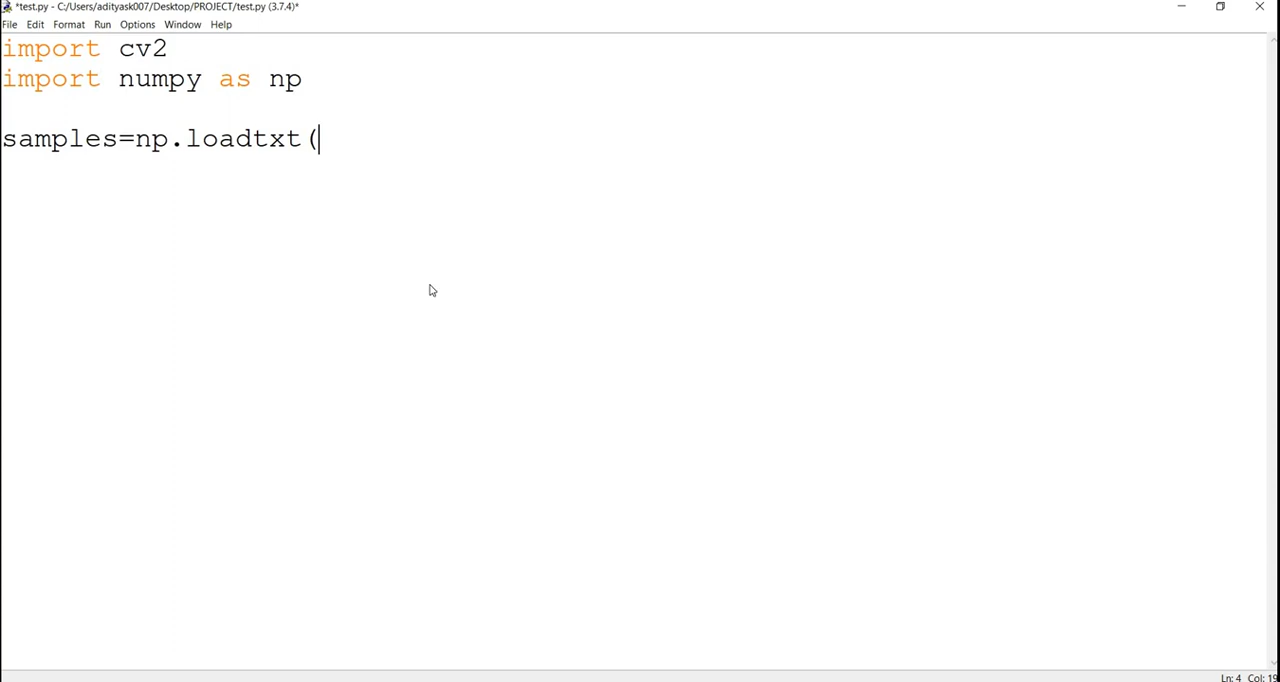 *test.py - C:/Users/adityask007/Desktop/PROJECT/test.py (3.7.4)*
File Edit Format Run Options Window Help
import cv2
import numpy as np
samples=np.loadtxt(
Ln: 4 Col: 19